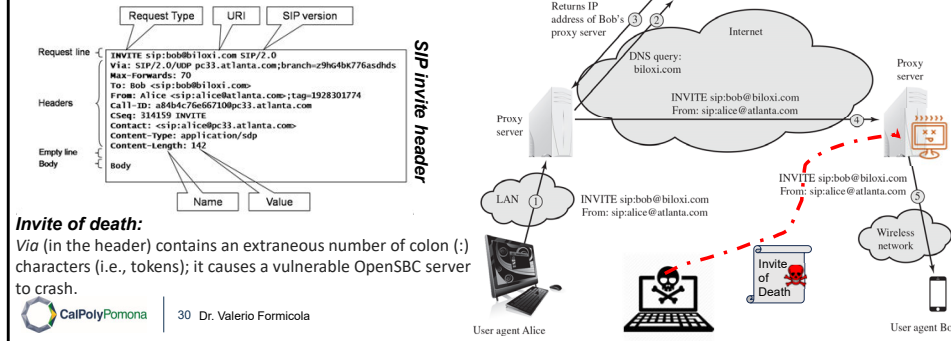 Request Type
URI
SIP version
Request line
INVITE sip:bob@biloxi.com SIP/2.0
Via: SIP/2.0/UDP pc33.atlanta.com;branch=z9hG4bK776asdhds
Max-Forwards: 70
To: Bob <sip:bob@biloxi.com>
From: Alice <sip:alice@atlanta.com>;tag=1928301774
Call-ID: a84b4c76e66710@pc33.atlanta.com
CSeq: 314159 INVITE
Contact: <sip:alice@pc33.atlanta.com>
Content-Type: application/sdp
Content-Length: 142
Headers
Empty line
Body
Body
Name
Value
SIP invite header
Invite of death:
Via (in the header) contains an extraneous number of colon (:)
characters (i.e., tokens); it causes a vulnerable OpenSBC server
to crash.
CalPolyPomona
30 Dr. Valerio Formicola
Returns IP
address of Bob's
proxy server
3
2
Internet
DNS query:
biloxi.com
Proxy
server
INVITE sip:bob@biloxi.com
From: sip:alice@atlanta.com
4
Proxy
server
LAN
1
INVITE sip:bob@biloxi.com
From: sip:alice@atlanta.com
INVITE sip:bob@biloxi.com
From: sip:alice@atlanta.com
5
Wireless
network
Invite
of
Death
User agent Alice
User agent Bo